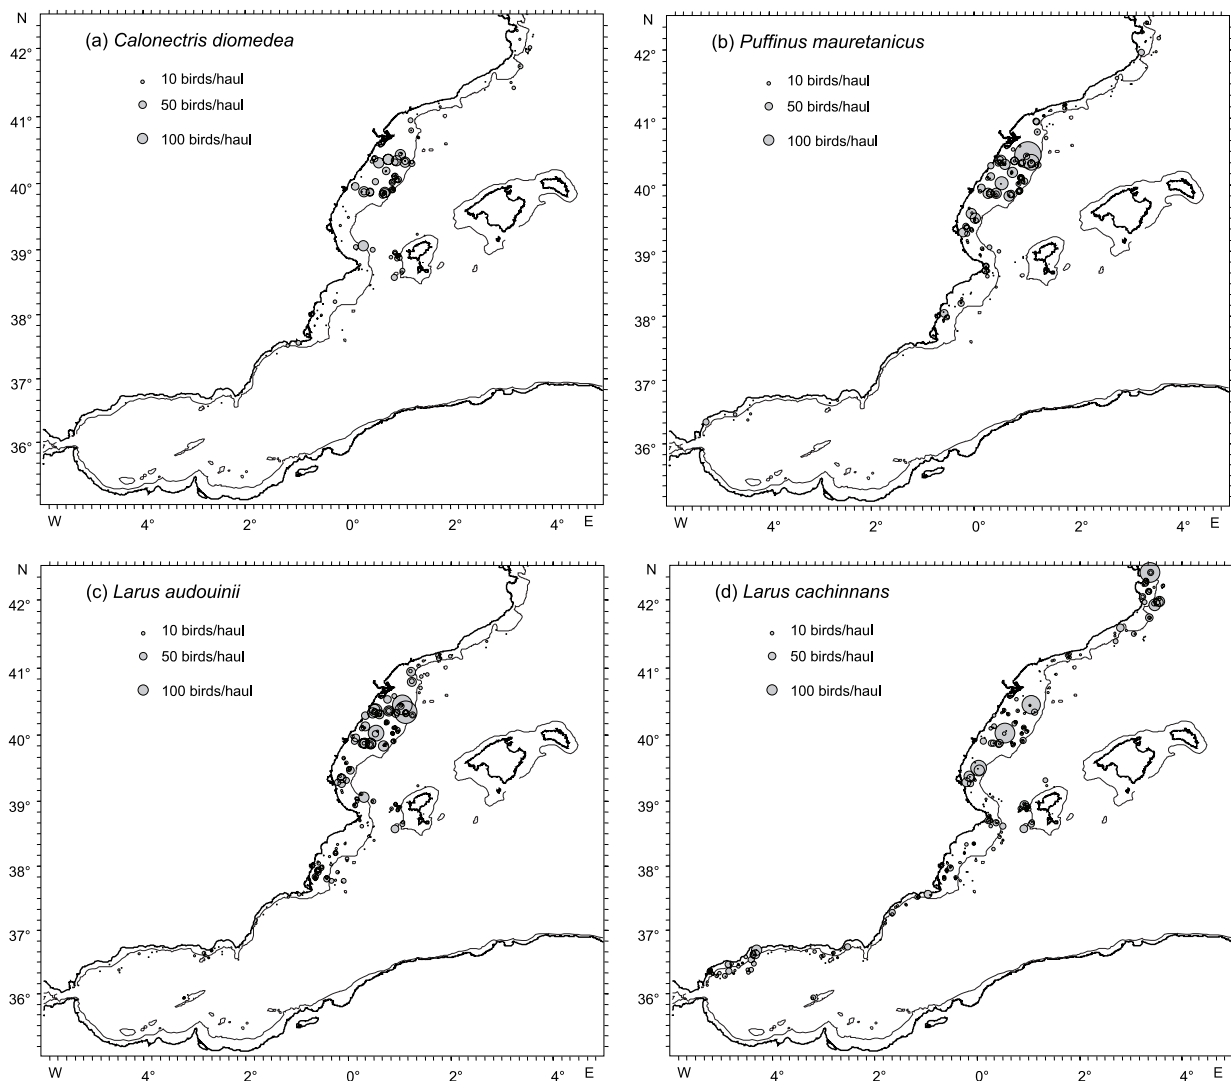 N
(a) Calonectris diomedea
10 birds/haul
50 birds/haul
100 birds/haul
42°
41°
40°
39°
38°
37°
36°
W 4° 2° 0° 2° 4° E
N
(b) Puffinus mauretanicus
10 birds/haul
50 birds/haul
100 birds/haul
42°
41°
40°
39°
38°
37°
36°
W 4° 2° 0° 2° 4° E
N
(c) Larus audouinii
10 birds/haul
50 birds/haul
100 birds/haul
42°
41°
40°
39°
38°
37°
36°
W 4° 2° 0° 2° 4° E
N
(d) Larus cachinnans
10 birds/haul
50 birds/haul
100 birds/haul
42°
41°
40°
39°
38°
37°
36°
W 4° 2° 0° 2° 4° E